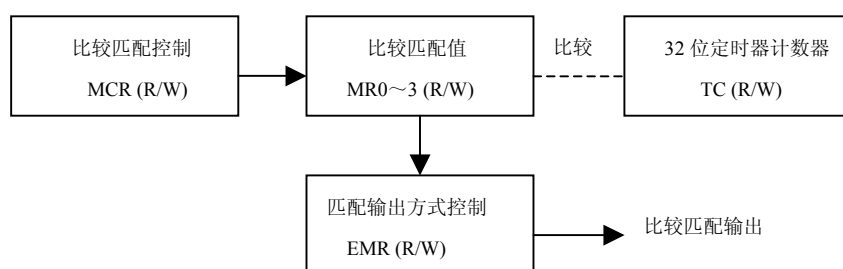 比较匹配控制
MCR (R/W)
比较匹配值
MR0～3 (R/W)
比较
32 位定时器计数器
TC (R/W)
匹配输出方式控制
EMR (R/W)
比较匹配输出